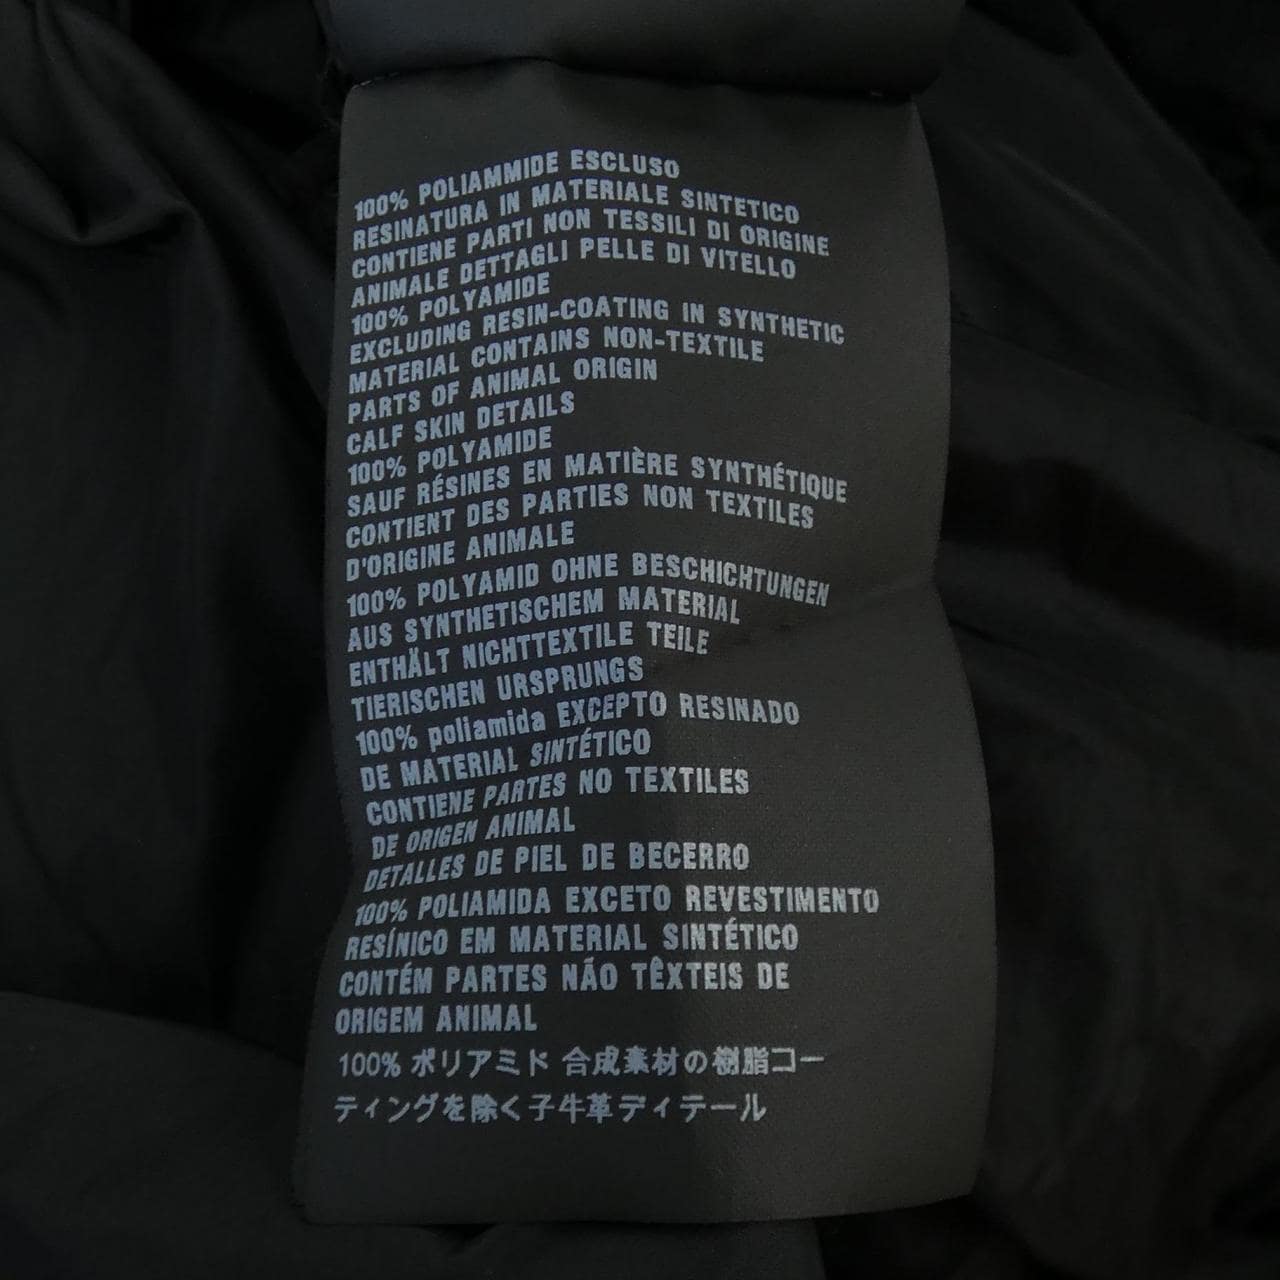 100% POLIAMMIDE ESCLUSO
RESINATURA IN MATERIALE SINTETICO
CONTIENE PARTI NON TESSILI DI ORIGINE
ANIMALE DETTAGLI PELLE DI VITELLO
100% POLYAMIDE
EXCLUDING RESIN-COATING IN SYNTHETIC
MATERIAL CONTAINS NON-TEXTILE
PARTS OF ANIMAL ORIGIN
CALF SKIN DETAILS
100% POLYAMIDE
SAUF RÉSINES EN MATIÈRE SYNTHÉTIQUE
CONTIENT DES PARTIES NON TEXTILES
D'ORIGINE ANIMALE
100% POLYAMID OHNE BESCHICHTUNGEN
AUS SYNTHETISCHEM MATERIAL
ENTHÄLT NICHTTEXTILE TEILE
TIERISCHEN URSPRUNGS
100% poliamida EXCEPTO RESINADO
DE MATERIAL SINTÉTICO
CONTIENE PARTES NO TEXTILES
DE ORIGEN ANIMAL
DETALLES DE PIEL DE BECERRO
100% POLIAMIDA EXCETO REVESTIMENTO
RESÍNICO EM MATERIAL SINTÉTICO
CONTÉM PARTES NÃO TÊXTEIS DE
ORIGEM ANIMAL
100% ポリアミド 合成素材の樹脂コー
ティングを除く子牛革ディテール